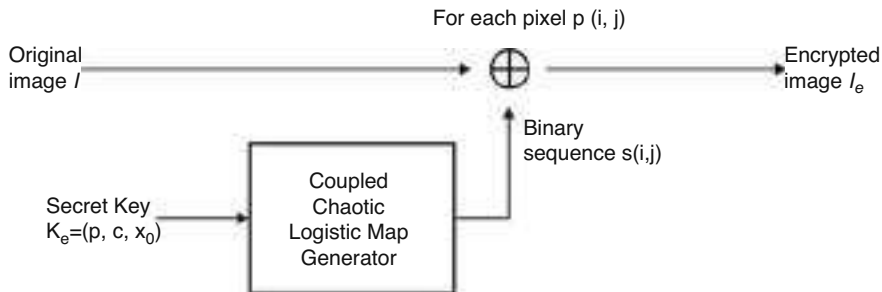 For each pixel p (i, j)
Original
image I
Encrypted
image Iₑ
Binary
sequence s(i,j)
Coupled
Chaotic
Logistic Map
Generator
Secret Key
Kₑ=(p, c, x₀)